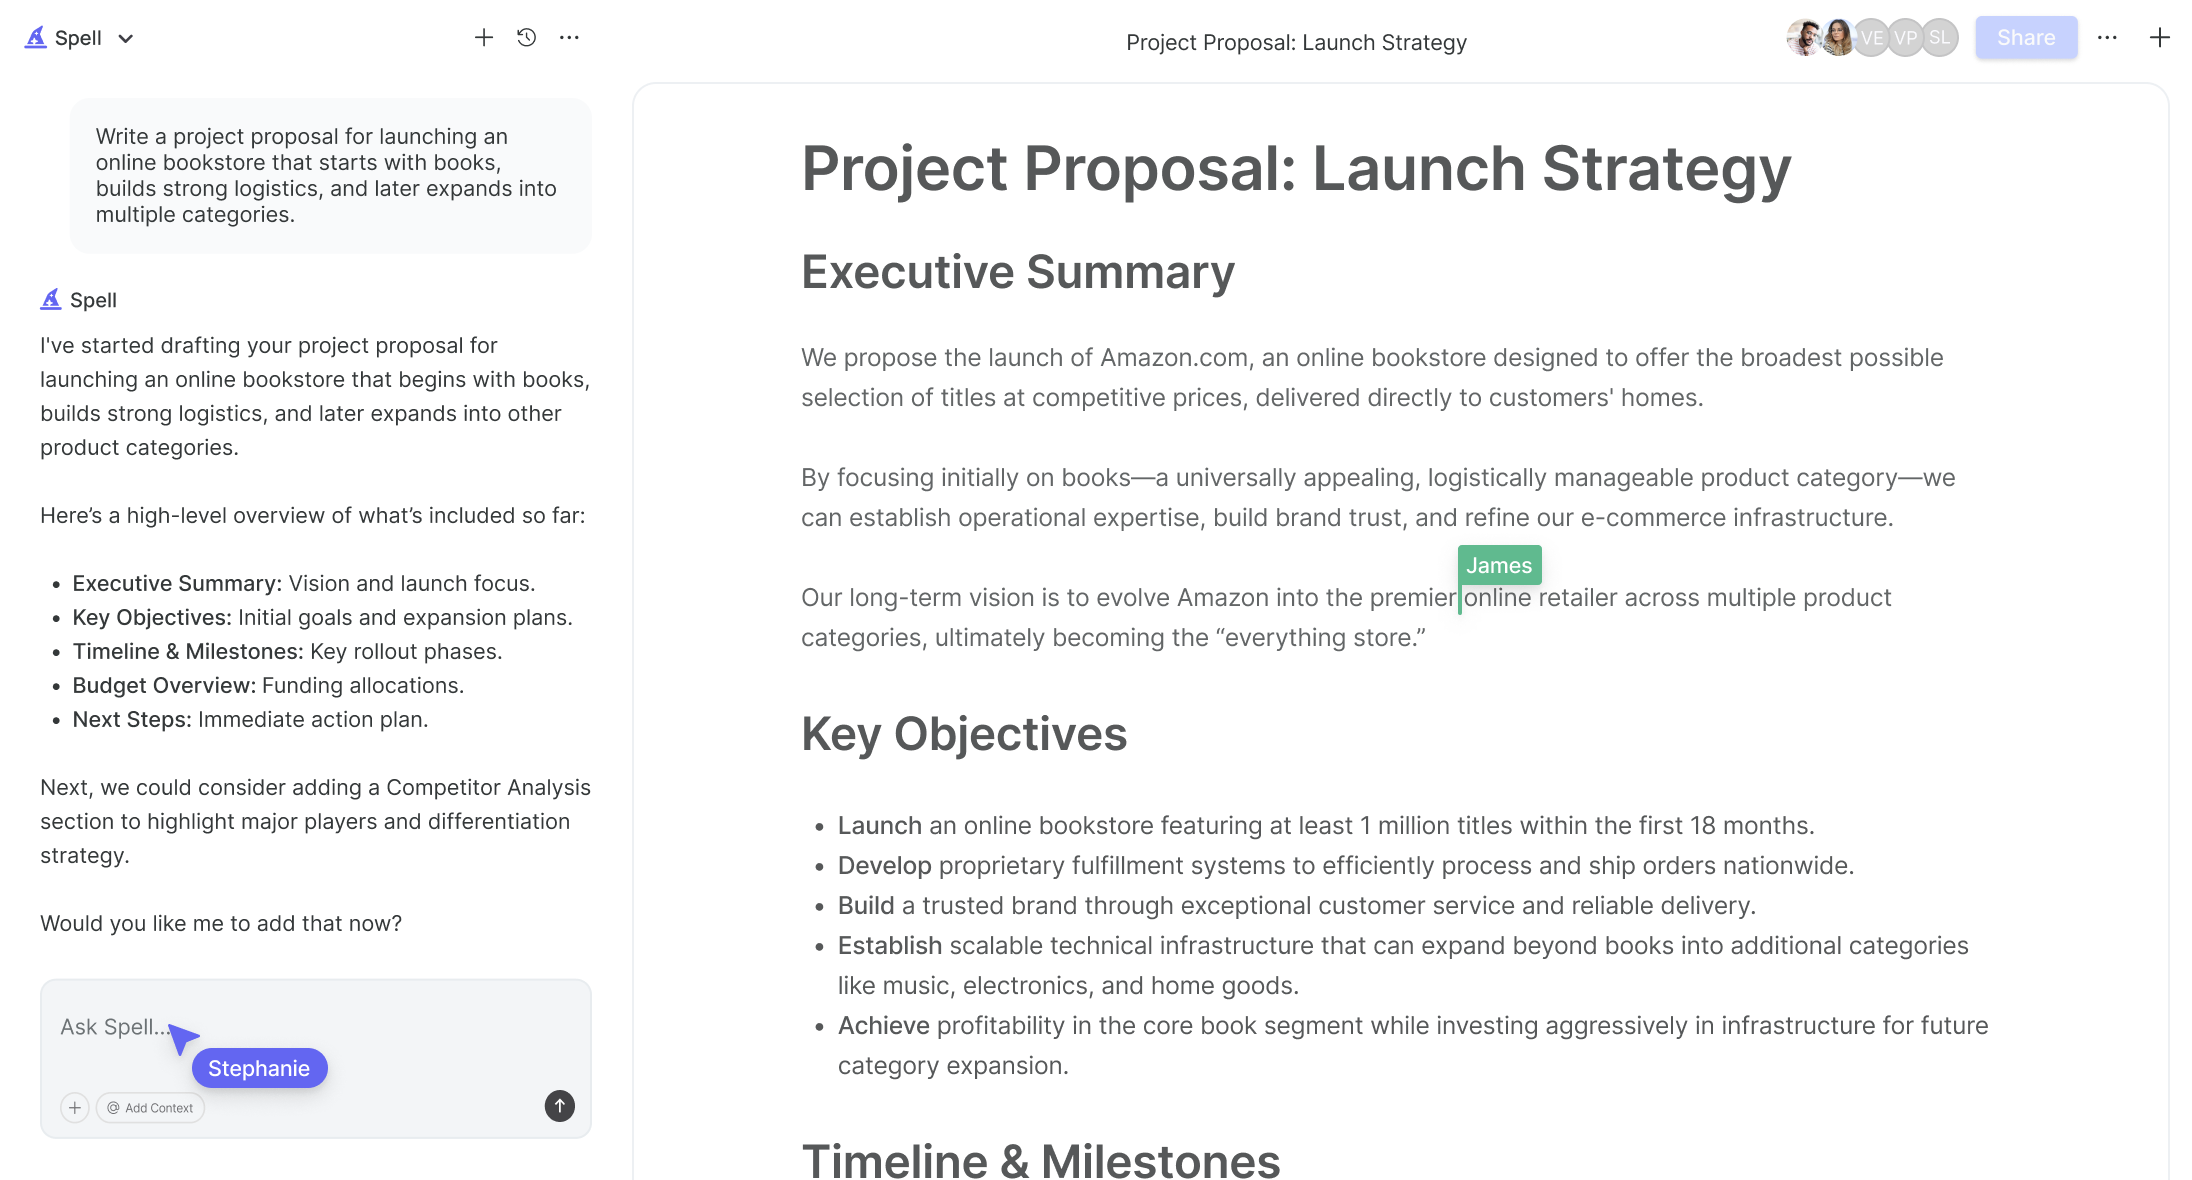 Spell
Project Proposal: Launch Strategy
VE
VP
SL
Share
Write a project proposal for launching an
online bookstore that starts with books,
builds strong logistics, and later expands into
multiple categories.
Spell
I've started drafting your project proposal for
launching an online bookstore that begins with books,
builds strong logistics, and later expands into other
product categories.
Here’s a high-level overview of what’s included so far:
• Executive Summary: Vision and launch focus.
• Key Objectives: Initial goals and expansion plans.
• Timeline & Milestones: Key rollout phases.
• Budget Overview: Funding allocations.
• Next Steps: Immediate action plan.
Next, we could consider adding a Competitor Analysis
section to highlight major players and differentiation
strategy.
Would you like me to add that now?
Ask Spell...
Stephanie
@ Add Context
Project Proposal: Launch Strategy
Executive Summary
We propose the launch of Amazon.com, an online bookstore designed to offer the broadest possible
selection of titles at competitive prices, delivered directly to customers' homes.
By focusing initially on books—a universally appealing, logistically manageable product category—we
can establish operational expertise, build brand trust, and refine our e-commerce infrastructure.
James
Our long-term vision is to evolve Amazon into the premier online retailer across multiple product
categories, ultimately becoming the “everything store.”
Key Objectives
• Launch an online bookstore featuring at least 1 million titles within the first 18 months.
• Develop proprietary fulfillment systems to efficiently process and ship orders nationwide.
• Build a trusted brand through exceptional customer service and reliable delivery.
• Establish scalable technical infrastructure that can expand beyond books into additional categories
like music, electronics, and home goods.
• Achieve profitability in the core book segment while investing aggressively in infrastructure for future
category expansion.
Timeline & Milestones